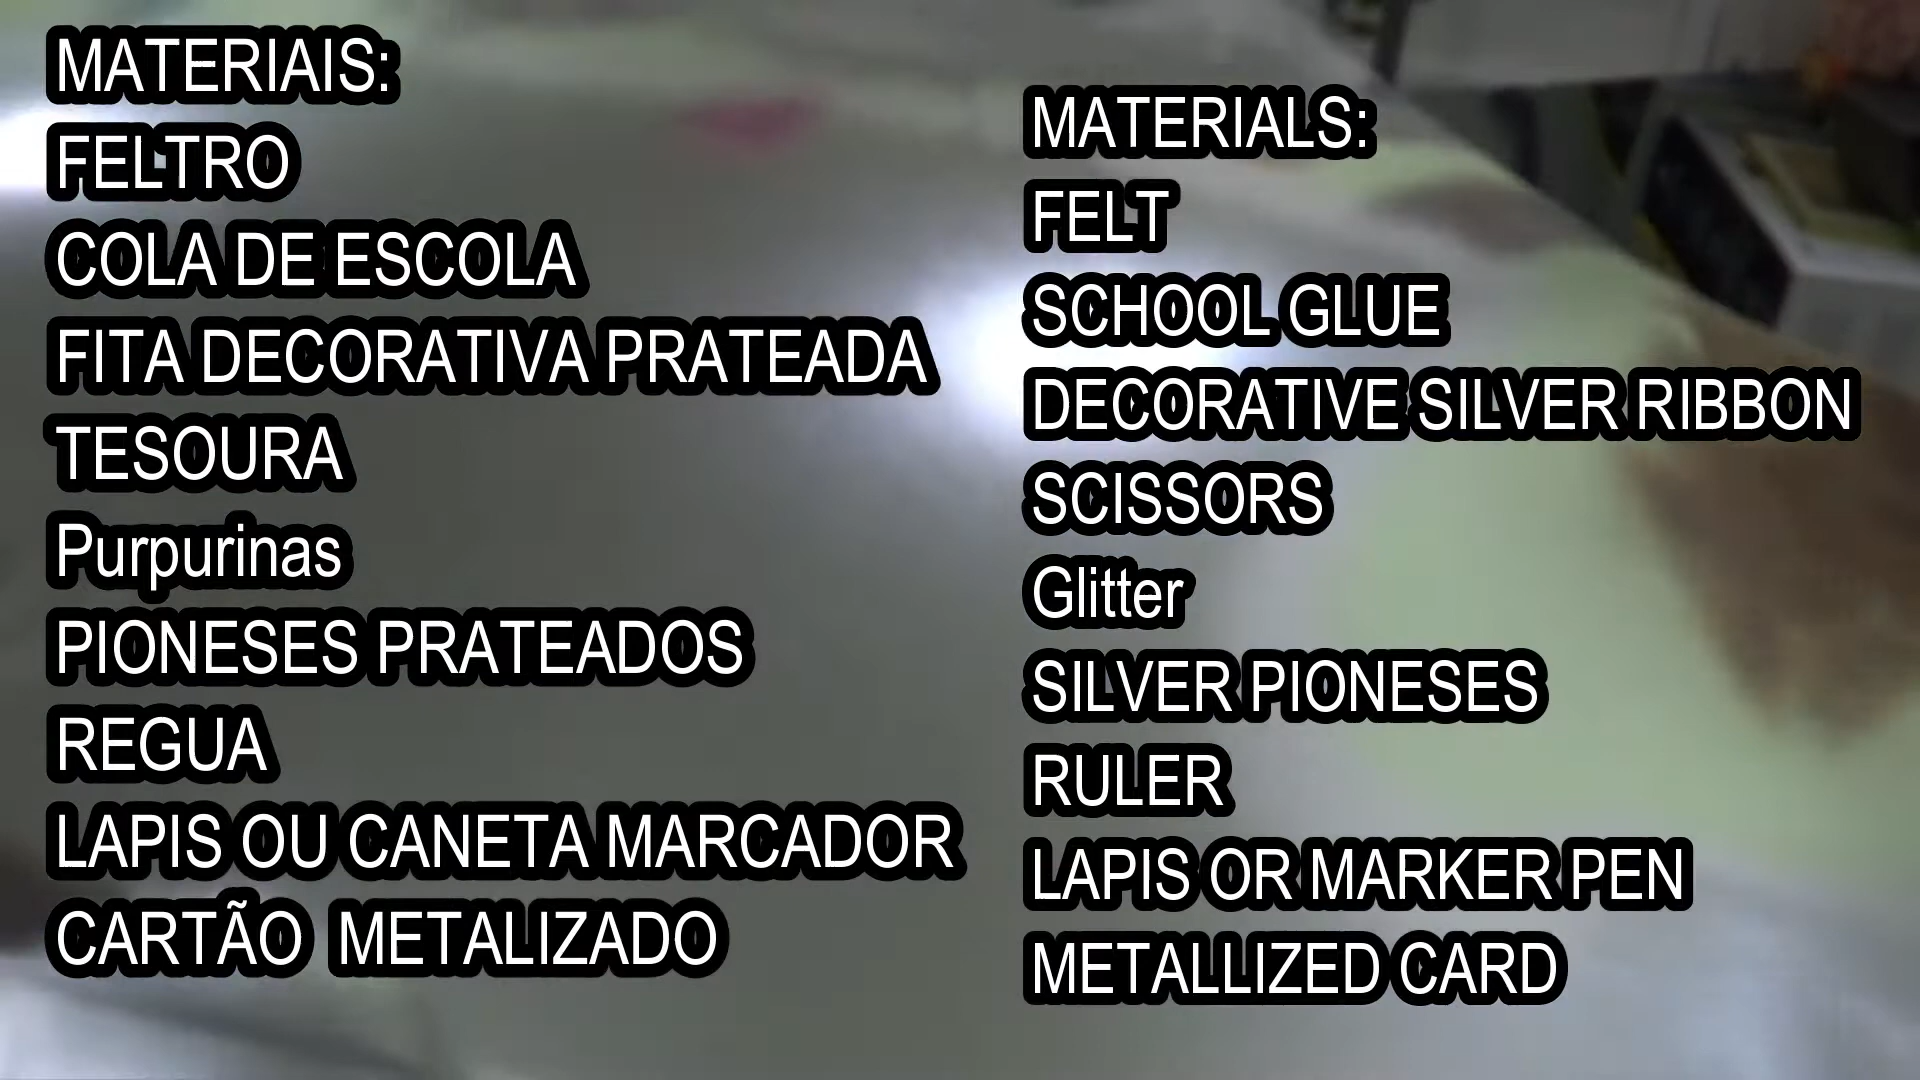 MATERIAIS:
FELTRO
COLA DE ESCOLA
FITA DECORATIVA PRATEADA
TESOURA
Purpurinas
PIONESES PRATEADOS
REGUA
LAPIS OU CANETA MARCADOR
CARTÃO METALIZADO
MATERIALS:
FELT
SCHOOL GLUE
DECORATIVE SILVER RIBBON
SCISSORS
Glitter
SILVER PIONESES
RULER
LAPIS OR MARKER PEN
METALLIZED CARD